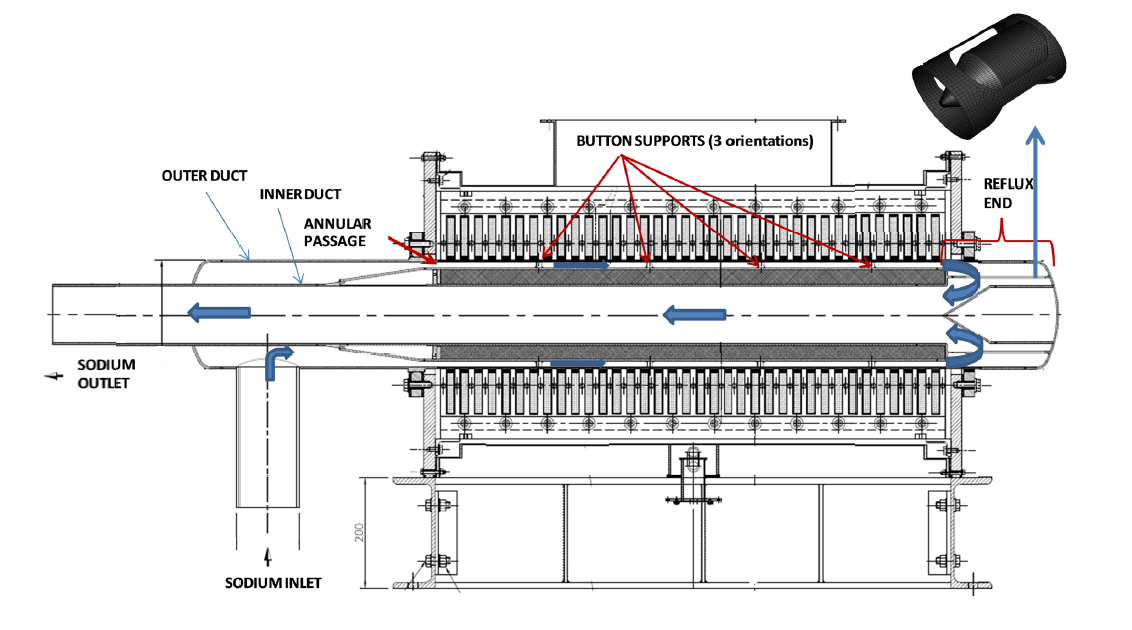 BUTTON SUPPORTS (3 orientations)
OUTER DUCT
INNER DUCT
ANNULAR
PASSAGE
REFLUX
END
SODIUM
OUTLET
200
SODIUM INLET